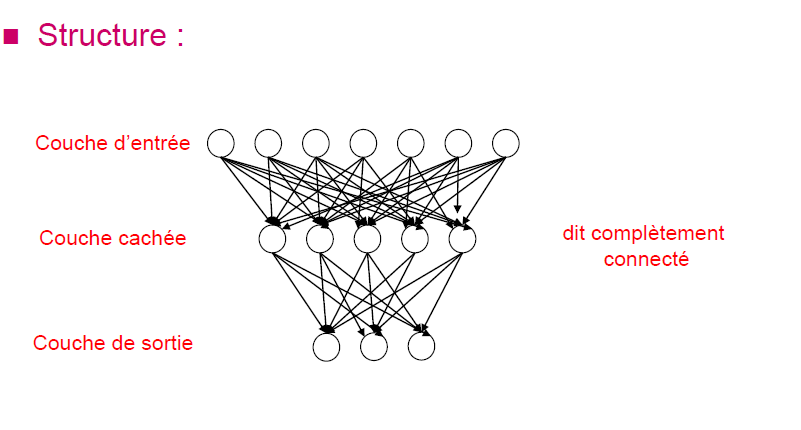 Structure :
Couche d'entrée
Couche cachée
dit complètement
connecté
Couche de sortie